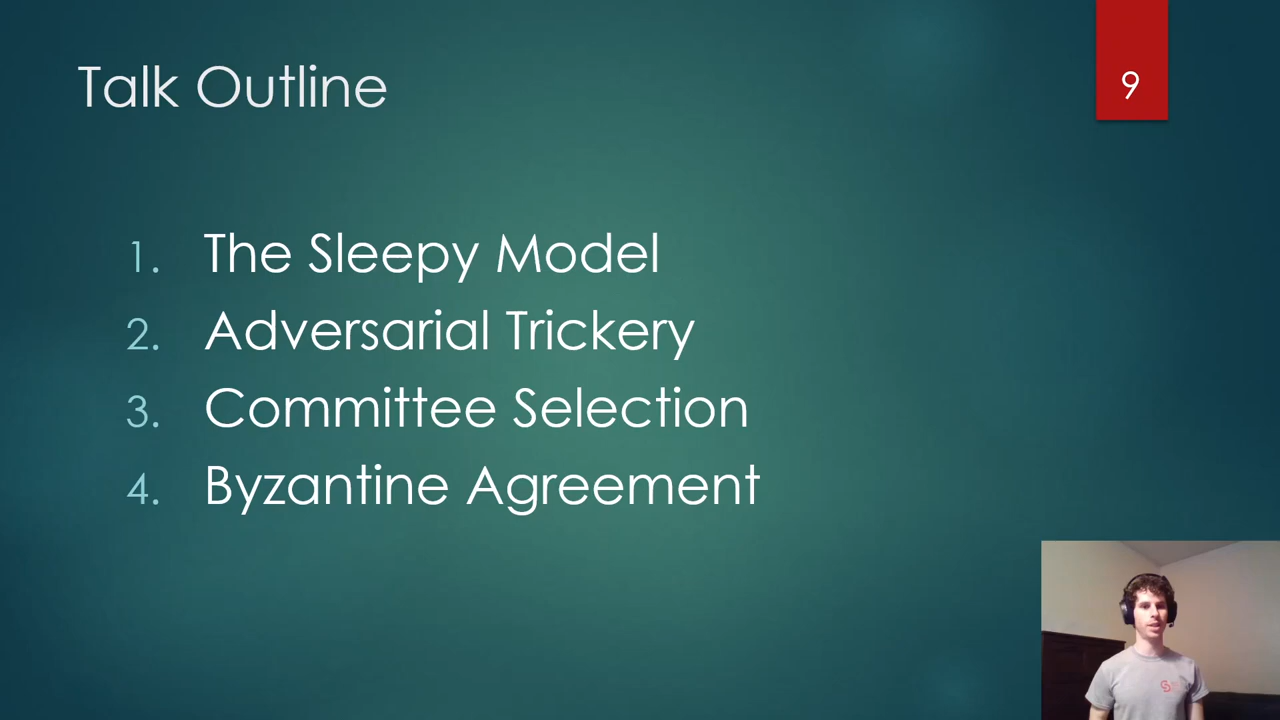 Talk Outline
9
1. The Sleepy Model
2. Adversarial Trickery
3. Committee Selection
4. Byzantine Agreement